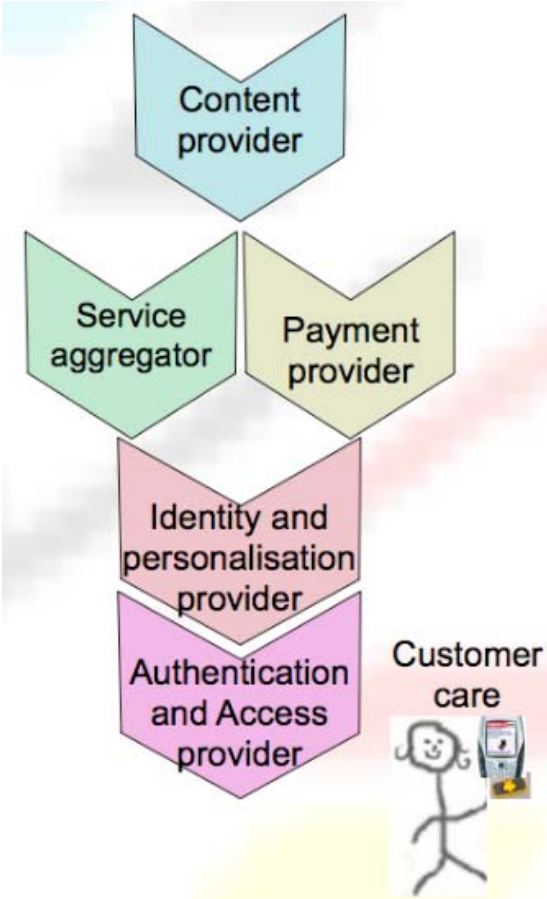 Content
provider
Service
aggregator
Payment
provider
Identity and
personalisation
provider
Authentication
and Access
provider
Customer
care